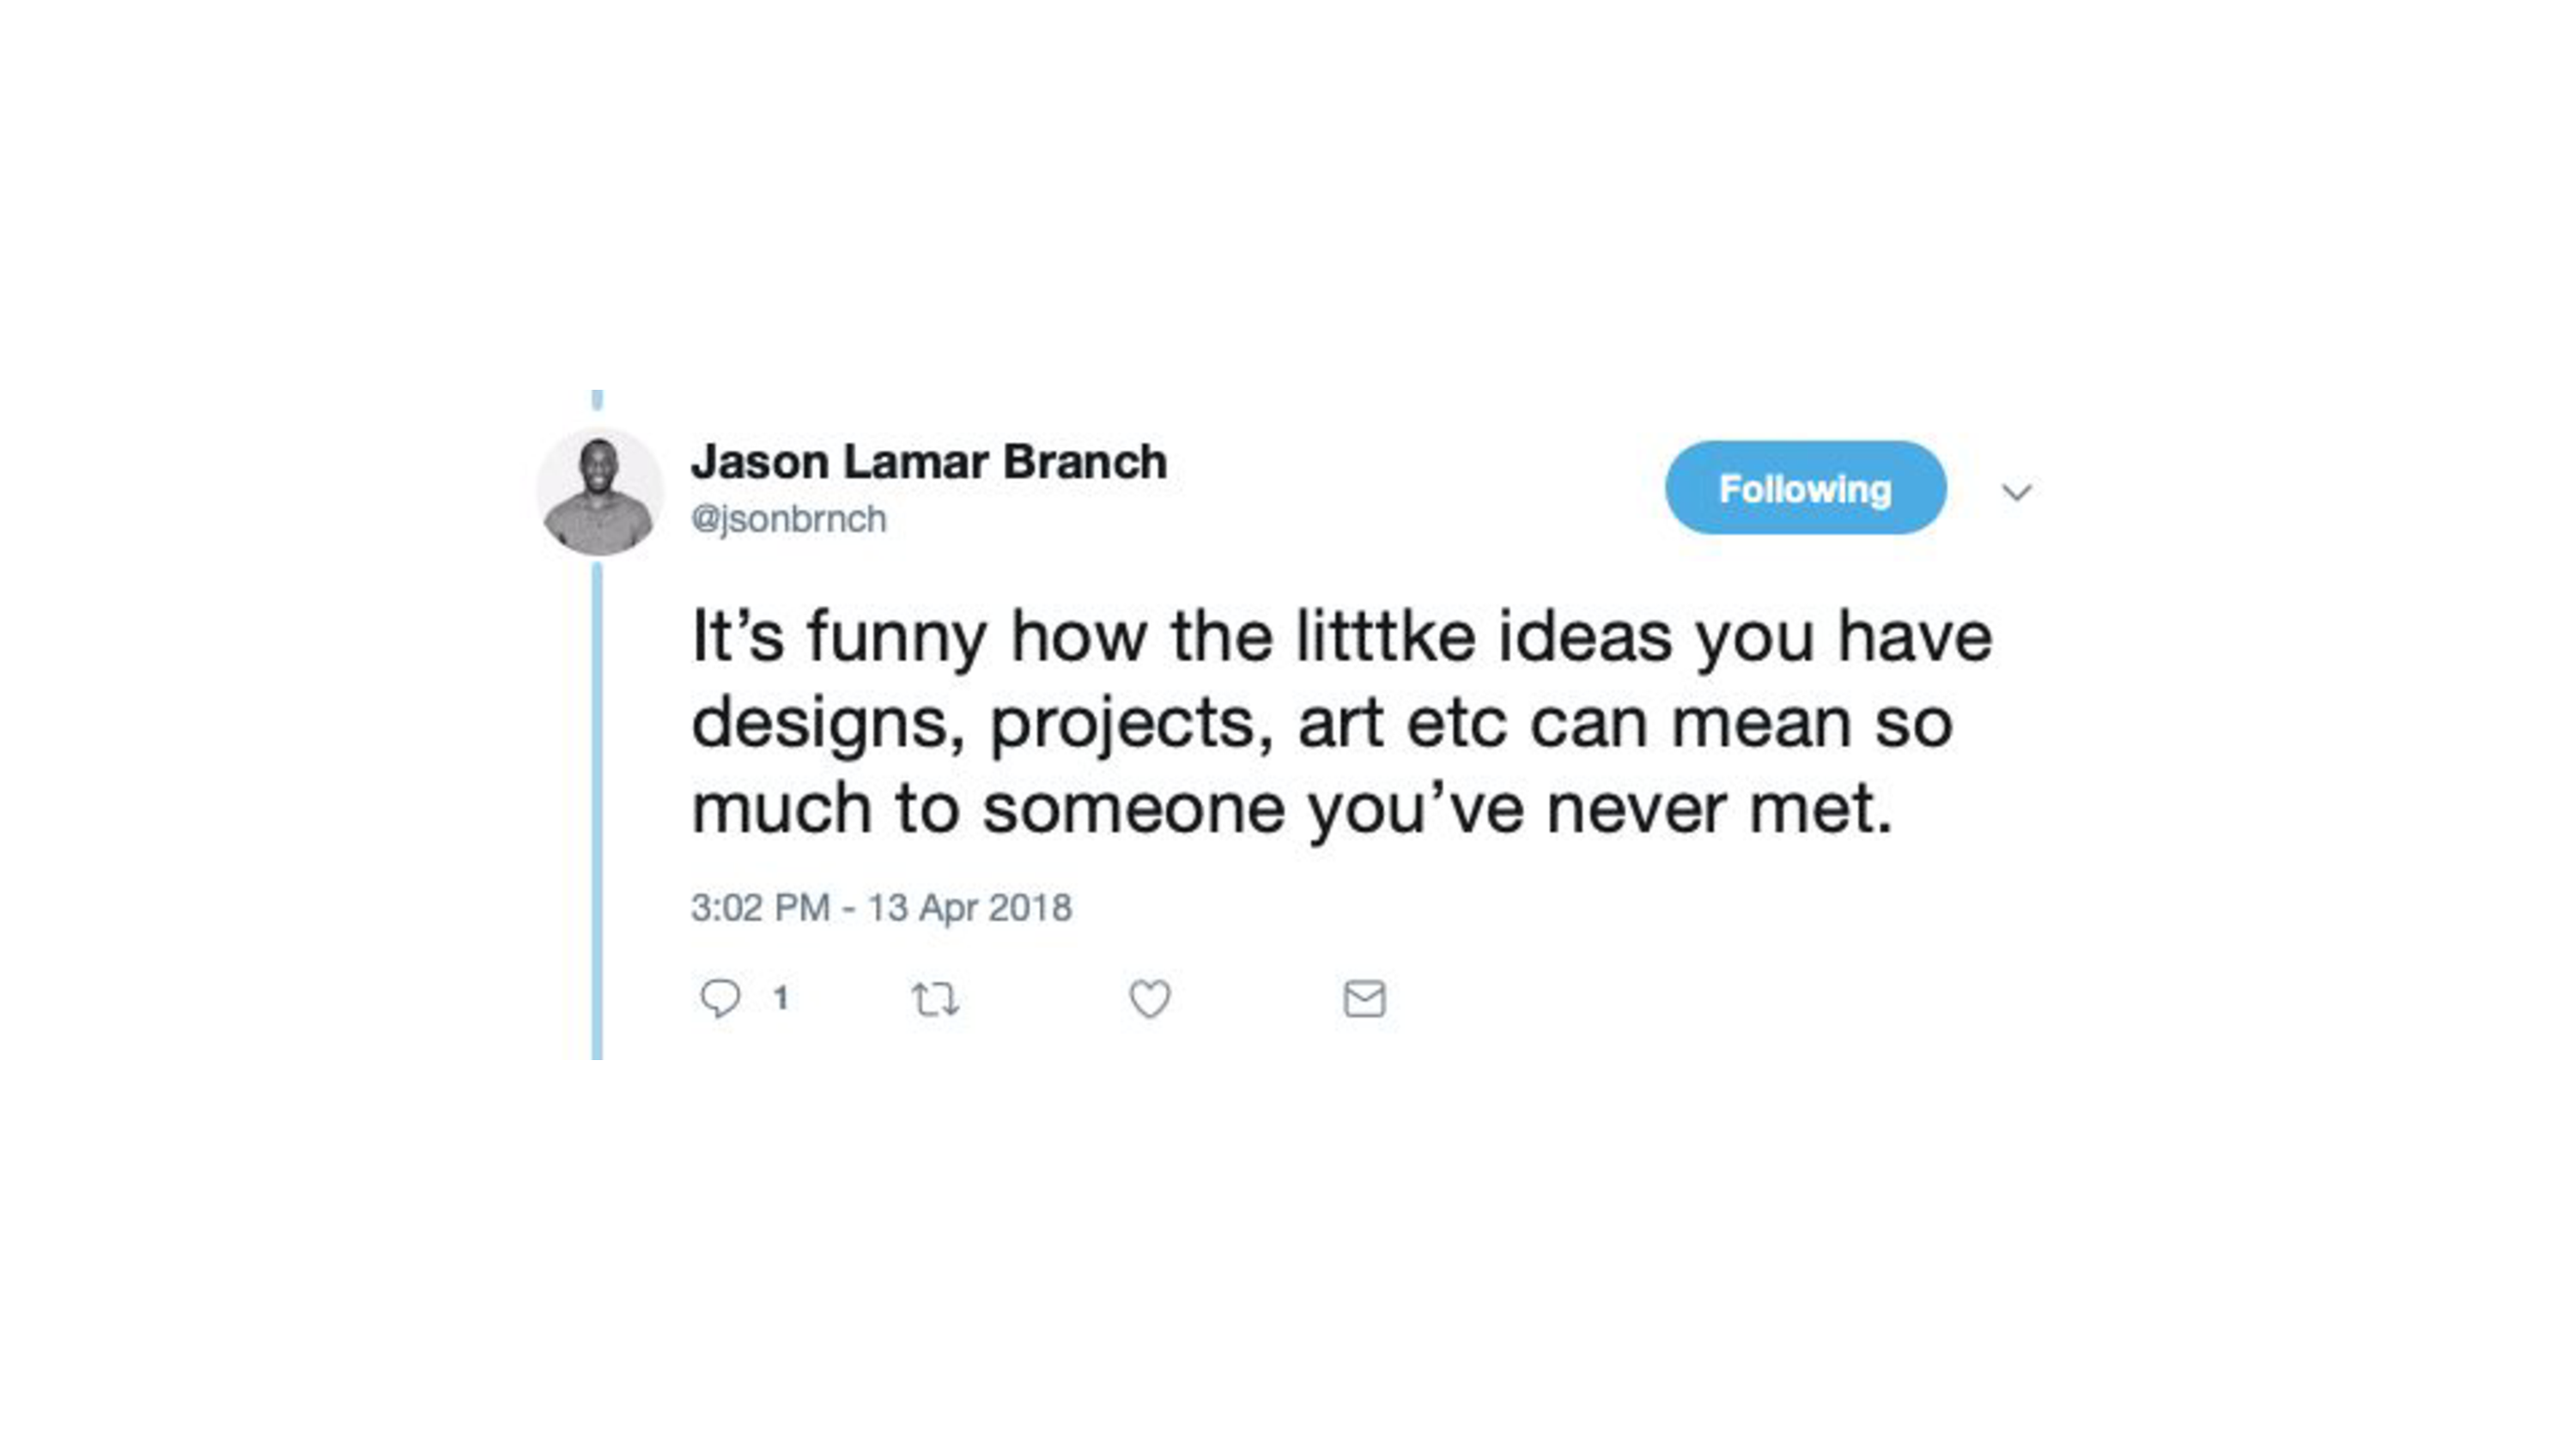 Jason Lamar Branch
@jsonbrnch
Following
It’s funny how the litttke ideas you have
designs, projects, art etc can mean so
much to someone you’ve never met.
3:02 PM - 13 Apr 2018
1